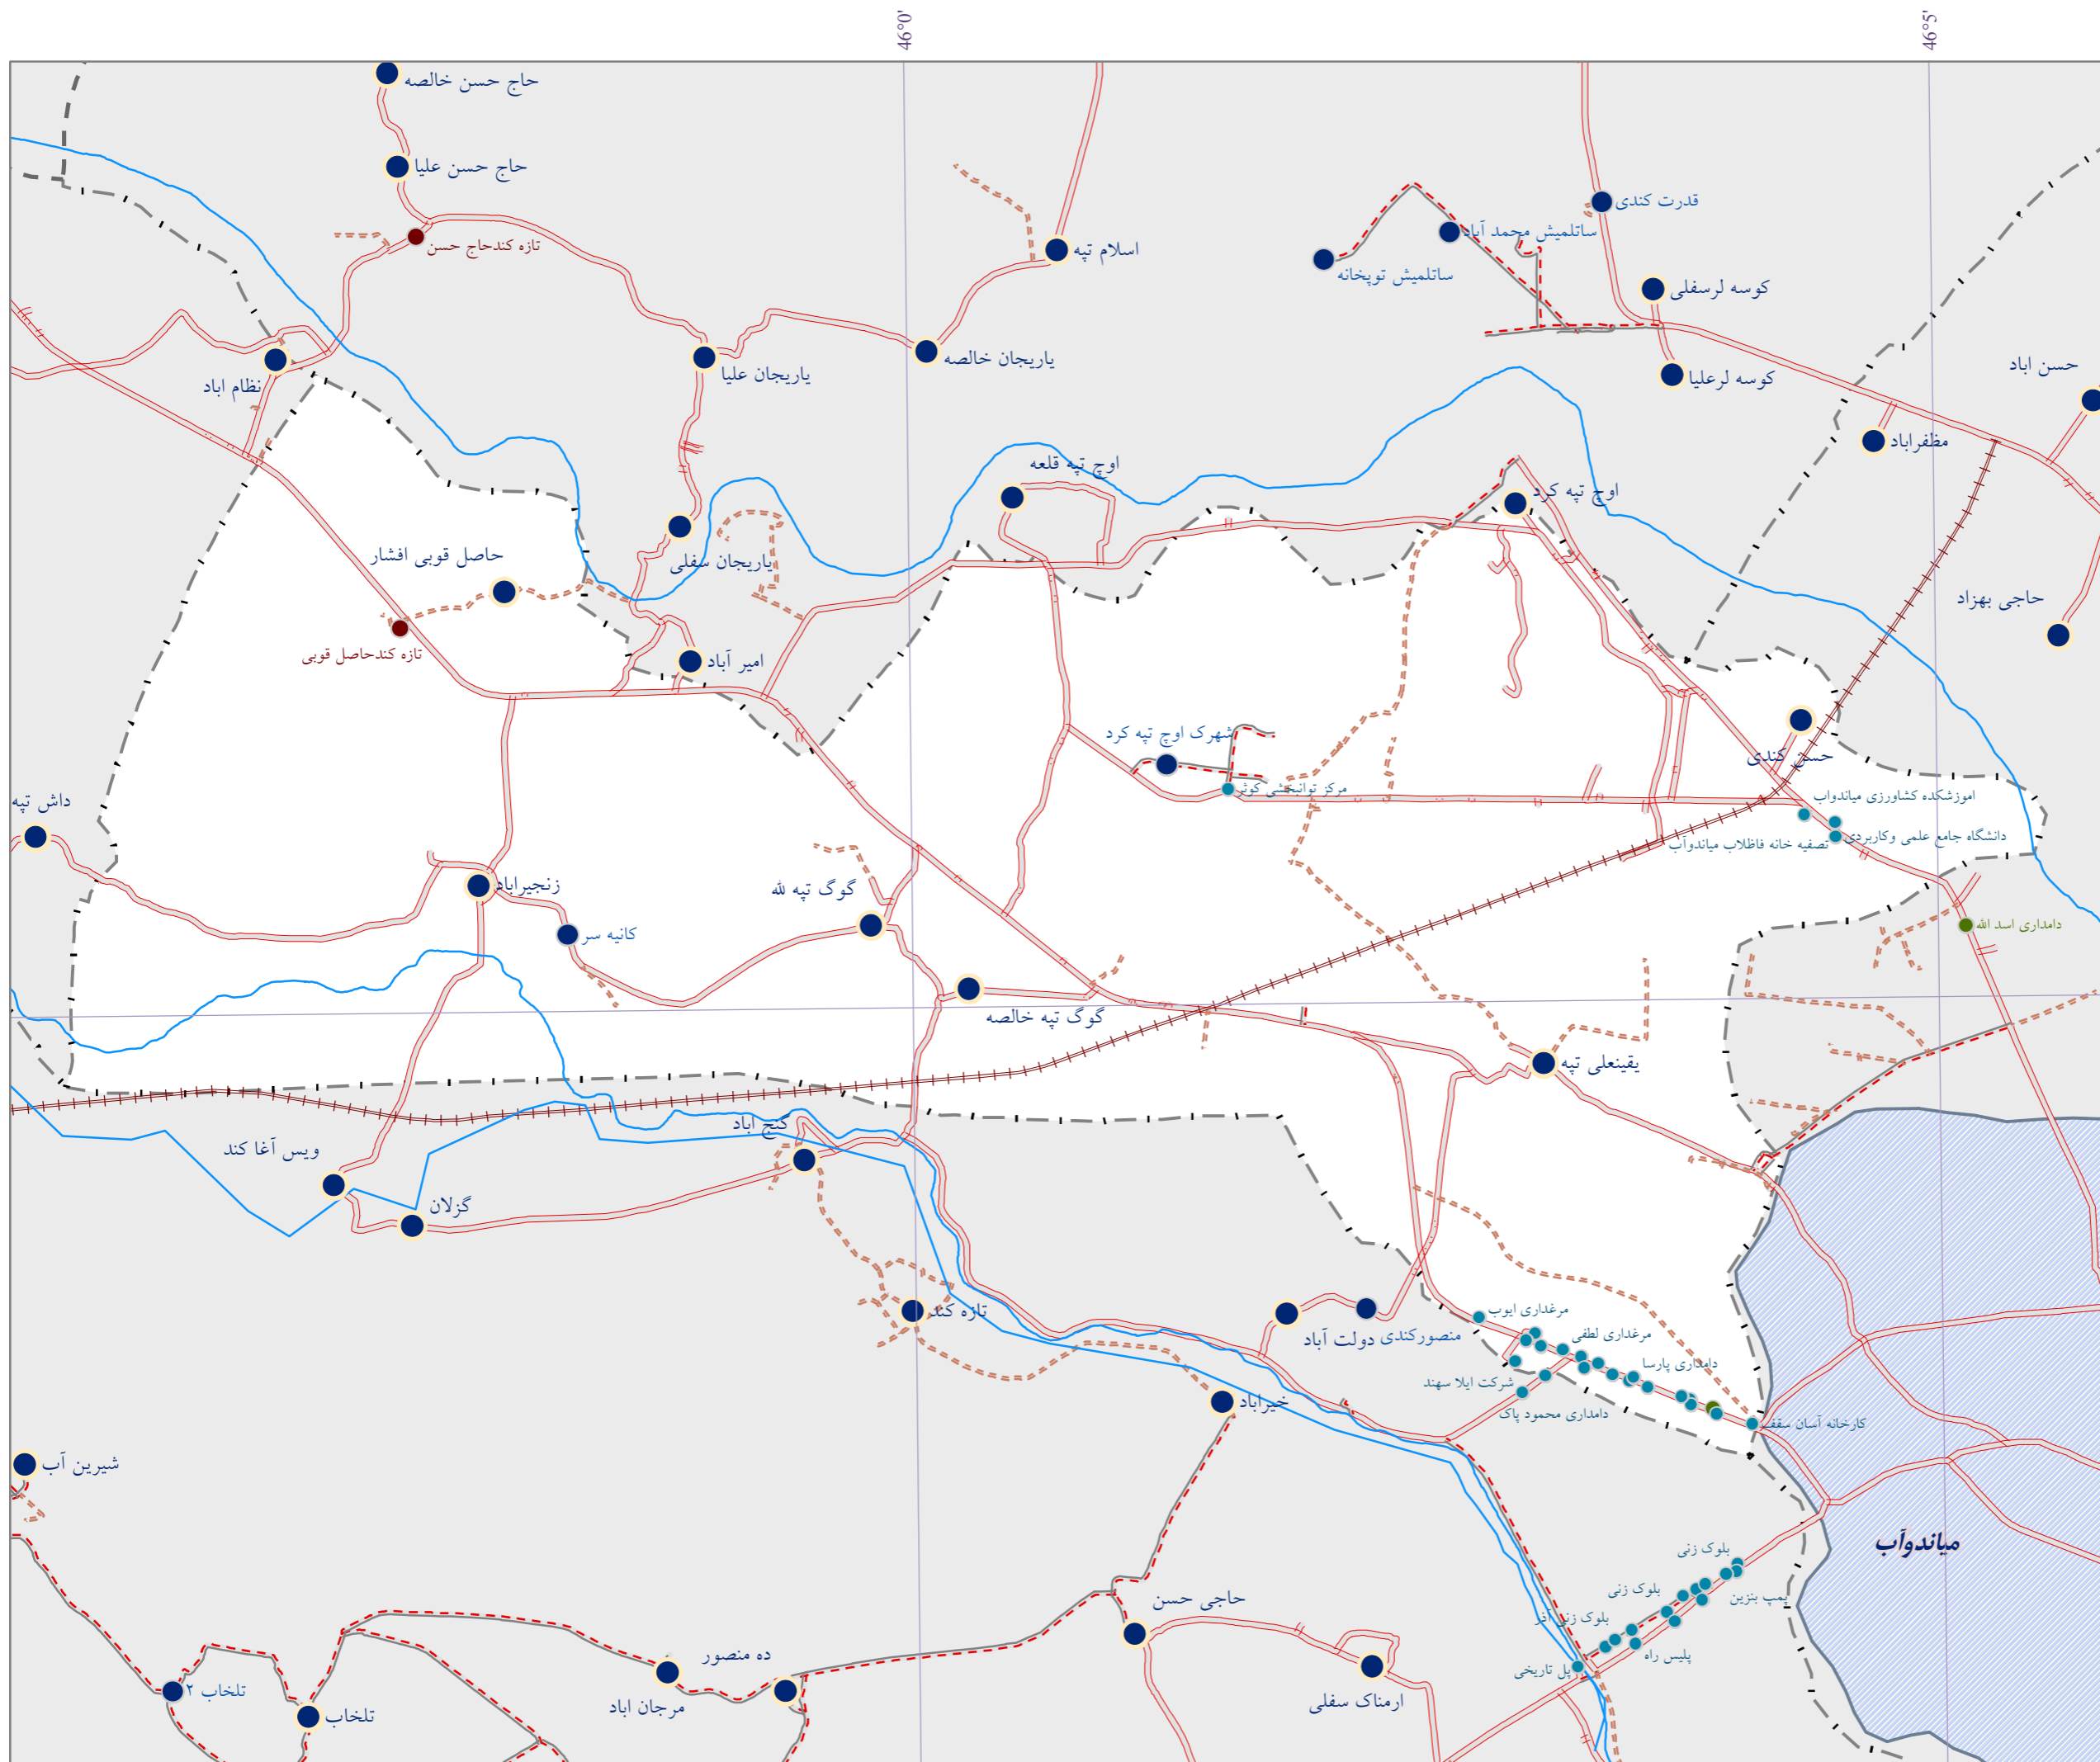 46°0'
46°5'
حاج حسن خالصه
حاج حسن علیا
تازه کندحاج حسن
اسلام تپه
قدرت کندی
ساتلمیش محمد آباد
ساتلمیش توپخانه
کوسه لرسفلی
کوسه لرعلیا
حسن اباد
مظفراباد
نظام اباد
یاریجان علیا
یاریجان خالصه
اوچ تپه قلعه
اوچ تپه کرد
حاصل قوبی افشار
یاریجان سفلی
حاجی بهزاد
تازه کندحاصل قوبی
امیر آباد
شهرک اوچ تپه کرد
حسن کندی
مرکز توانبخشی کوثر
اموزشکده کشاورزی میاندواب
داش تپه
دانشگاه جامع علمی وکاربردی
تصفیه خانه فاظلاب میاندوآب
زنجیراباد
گوگ تپه لله
کانیه سر
دامداری اسد الله
گوگ تپه خالصه
یقینعلی تپه
گنج اباد
ویس آغا کند
گزلان
تازه کند
دولت آباد
منصورکندی
مرغداری ایوب
مرغداری لطفی
دامداری پارسا
شرکت ایلا سهند
دامداری محمود پاک
کارخانه آسان سقف
خیراباد
شیرین آب
میاندوآب
بلوک زنی
بلوک زنی
پمپ بنزین
بلوک زنی آذر
پلیس راه
پل تاریخی
حاجی حسن
ده منصور
مرجان اباد
ارمناک سفلی
تلخاب ۲
تلخاب